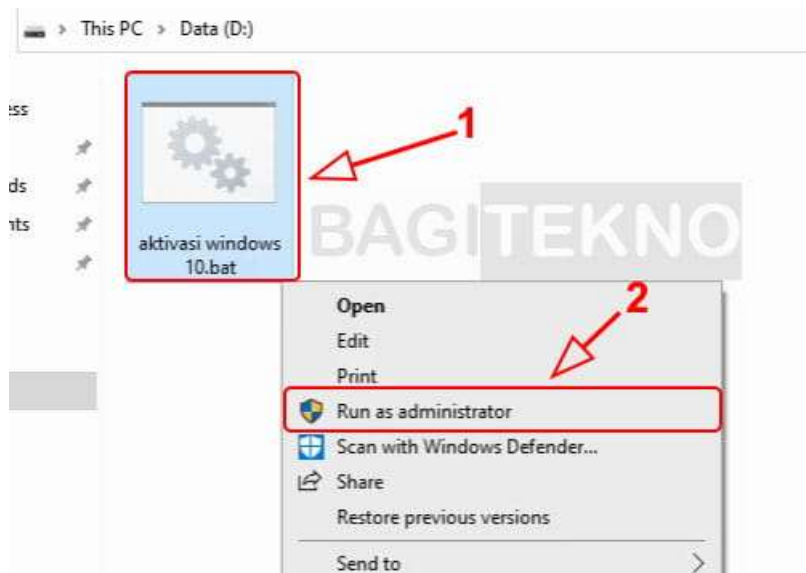 This PC > Data (D:)
ess
ds
nts
1
BAGITEKNO
aktivasi windows
10.bat
2
Open
Edit
Print
Run as administrator
Scan with Windows Defender...
Share
Restore previous versions
Send to >